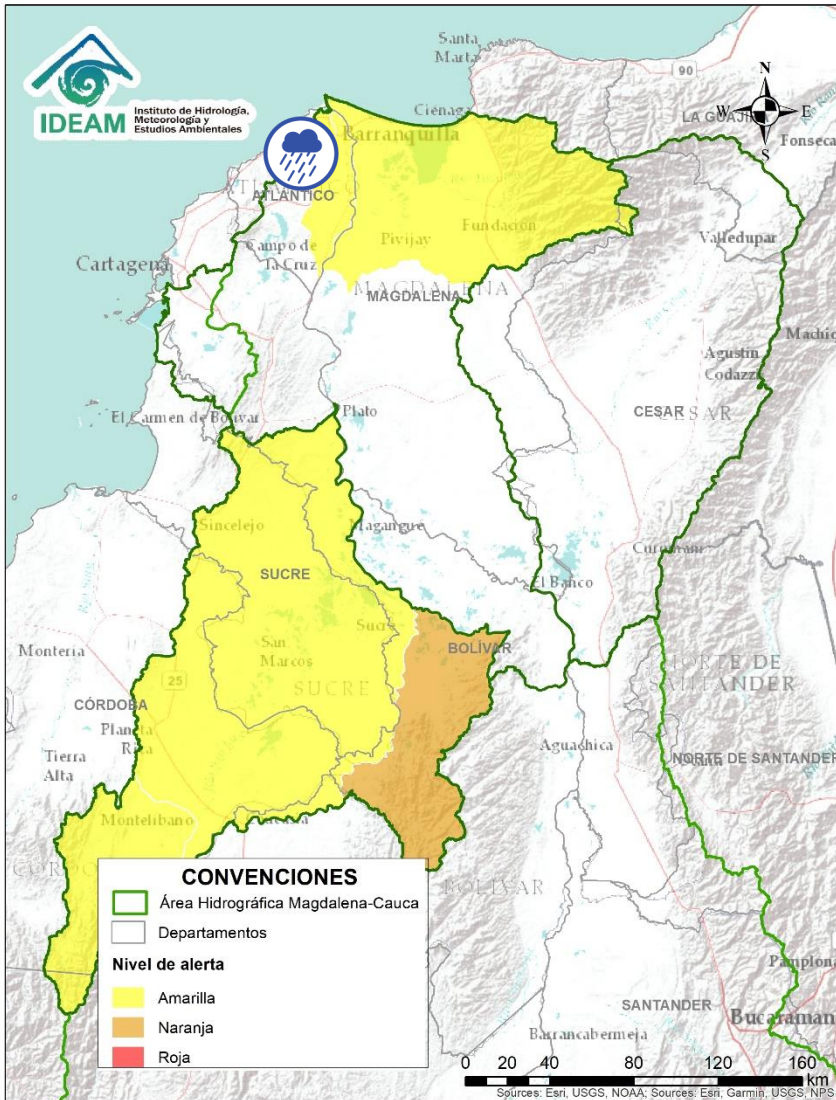 IDEAM
Instituto de Hidrología,
Meteorología y
Estudios Ambientales
Santa
Marta
90
N
W
E
S
Ciénaga
LA GUAJI
Fonseca
Barranquilla
ATLÁNTICO
Cartagena
Campo de
la Cruz
Pivijay
Fundación
Valledupar
MAGDALENA
MAGDALENA
Agustín
Codazzi
CESAR
CESAR
El Carmen de Bolívar
Plato
Sincelejo
Magangué
SUCRE
Curumaní
El Banco
Sucre
BOLÍVAR
San
Marcos
Montería
SUCRE
NORTE DE
SANTANDER
25
CÓRDOBA
Planeta
Rica
Tierra
Alta
Aguachica
NORTE DE SANTANDER
Montelíbano
BOLÍVAR
CONVENCIONES
Área Hidrográfica Magdalena-Cauca
Departamentos
Nivel de alerta
Amarilla
Naranja
Roja
Pamplona
SANTANDER
Bucaraman
Barrancabermeja
0 20 40 80 120 160
km
Sources: Esri, USGS, NOAA; Sources: Esri, Garmin, USGS, NPS